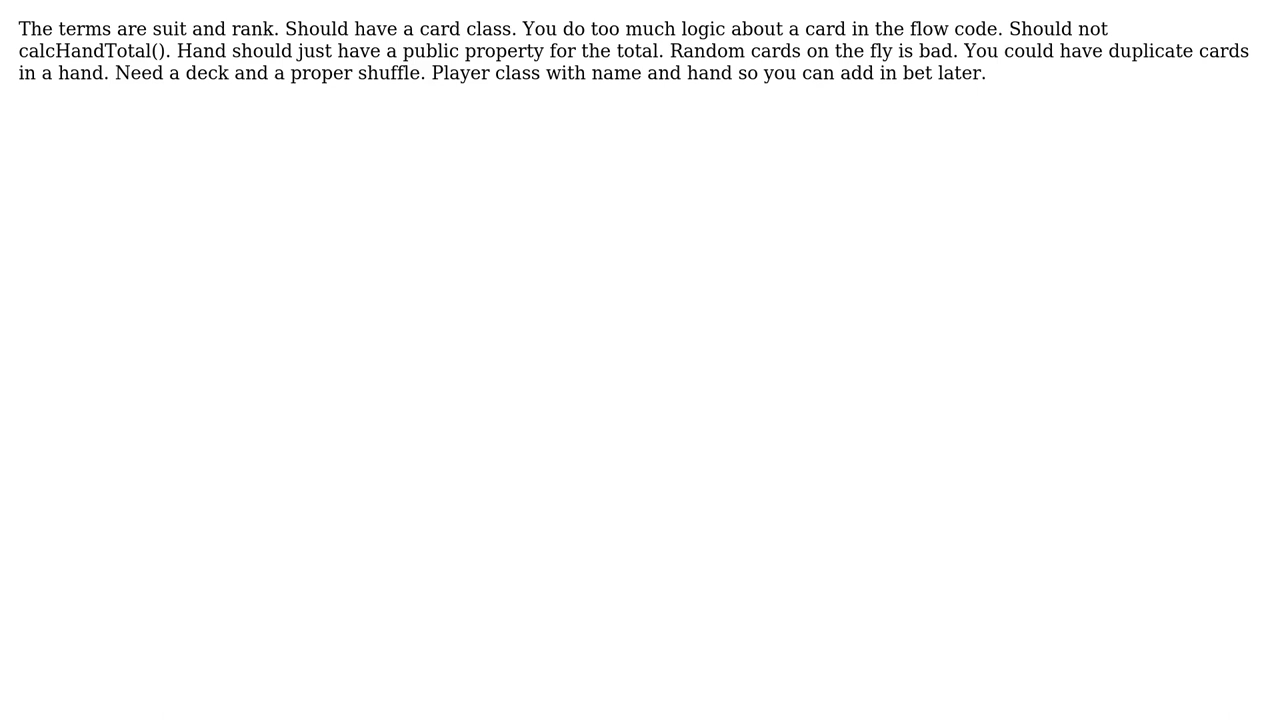 The terms are suit and rank. Should have a card class. You do too much logic about a card in the flow code. Should not
calcHandTotal(). Hand should just have a public property for the total. Random cards on the fly is bad. You could have duplicate cards
in a hand. Need a deck and a proper shuffle. Player class with name and hand so you can add in bet later.